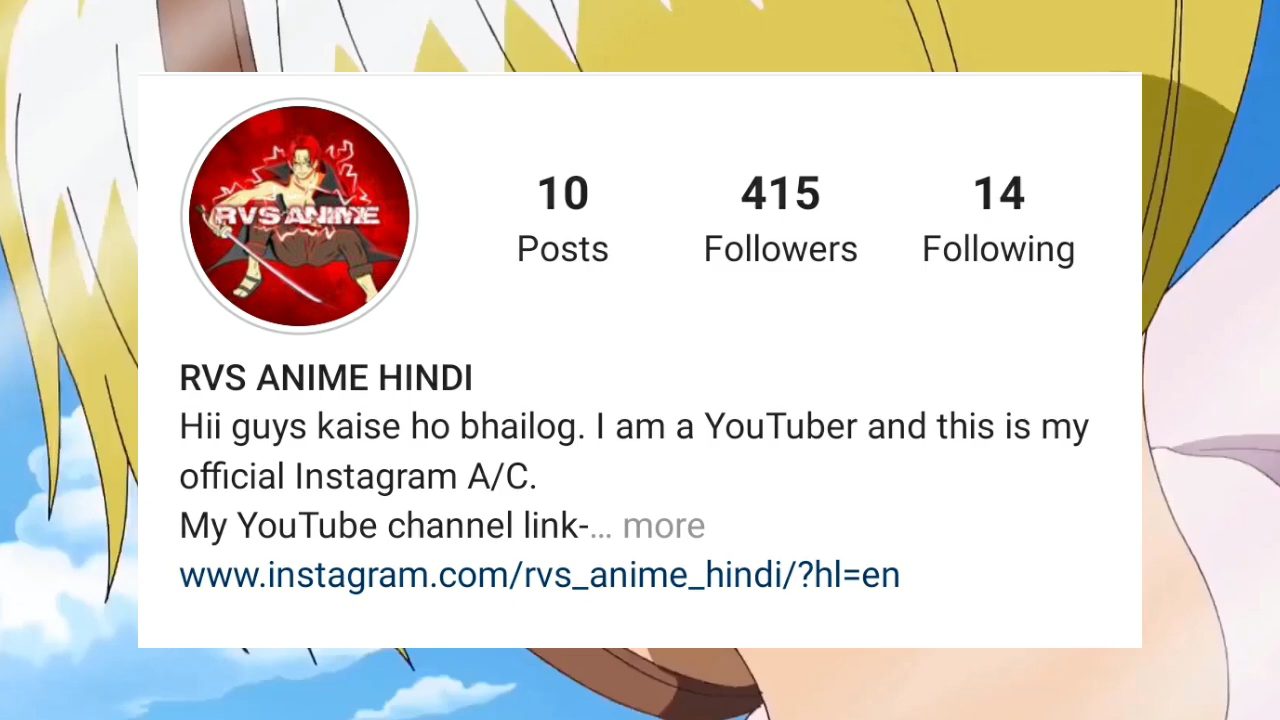 RVS ANIME
10 415 14
Posts Followers Following
RVS ANIME HINDI
Hii guys kaise ho bhailog. I am a YouTuber and this is my
official Instagram A/C.
My YouTube channel link-... more
www.instagram.com/rvs_anime_hindi/?hl=en